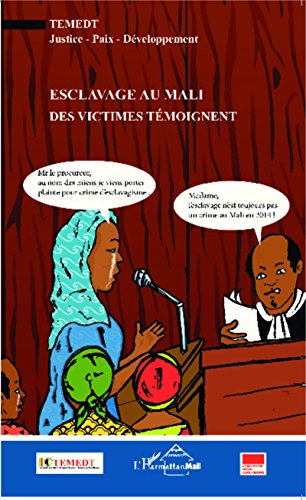 TEMEDT
Justice - Paix - Développement
ESCLAVAGE AU MALI
DES VICTIMES TÉMOIGNENT
Mr le procureur,
au nom des miens je viens porter
plainte pour crime d'esclavagisme.
Madame,
l'esclavage n'est toujours pas
un crime au Mali en 2014 !
TEMEDT
L'Harmattan Mali